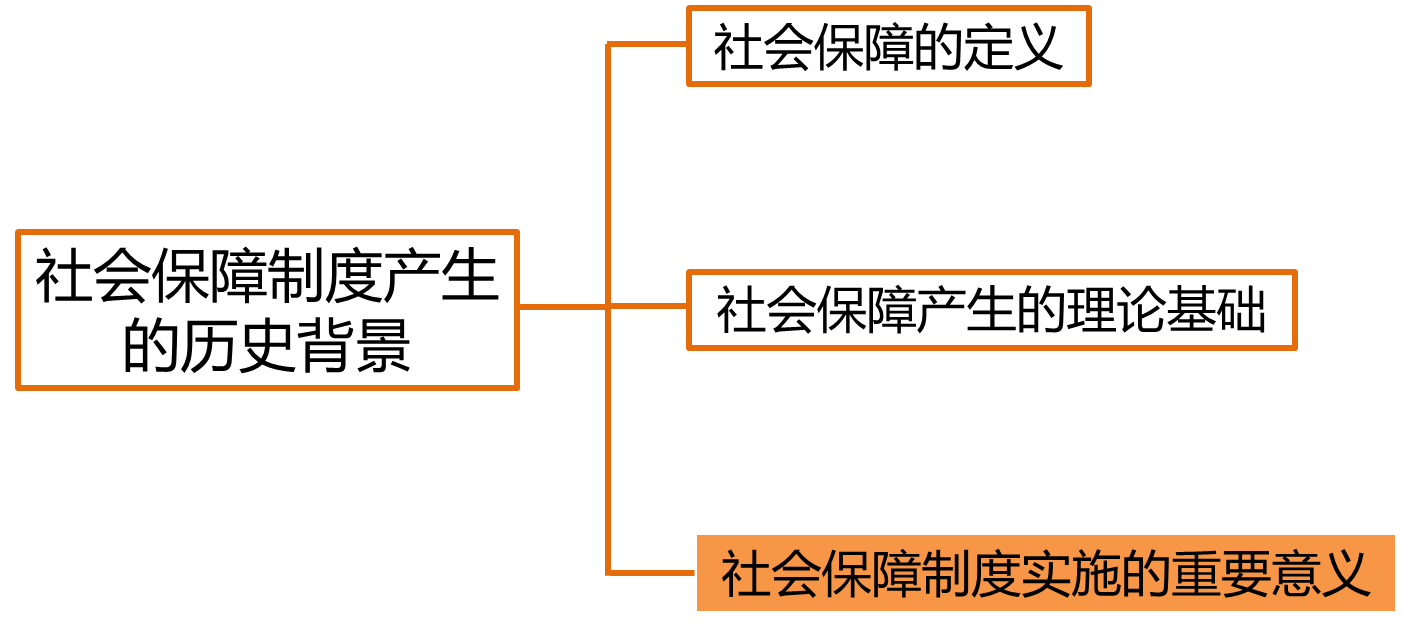 社会保障的定义
社会保障制度产生
的历史背景
社会保障产生的理论基础
社会保障制度实施的重要意义